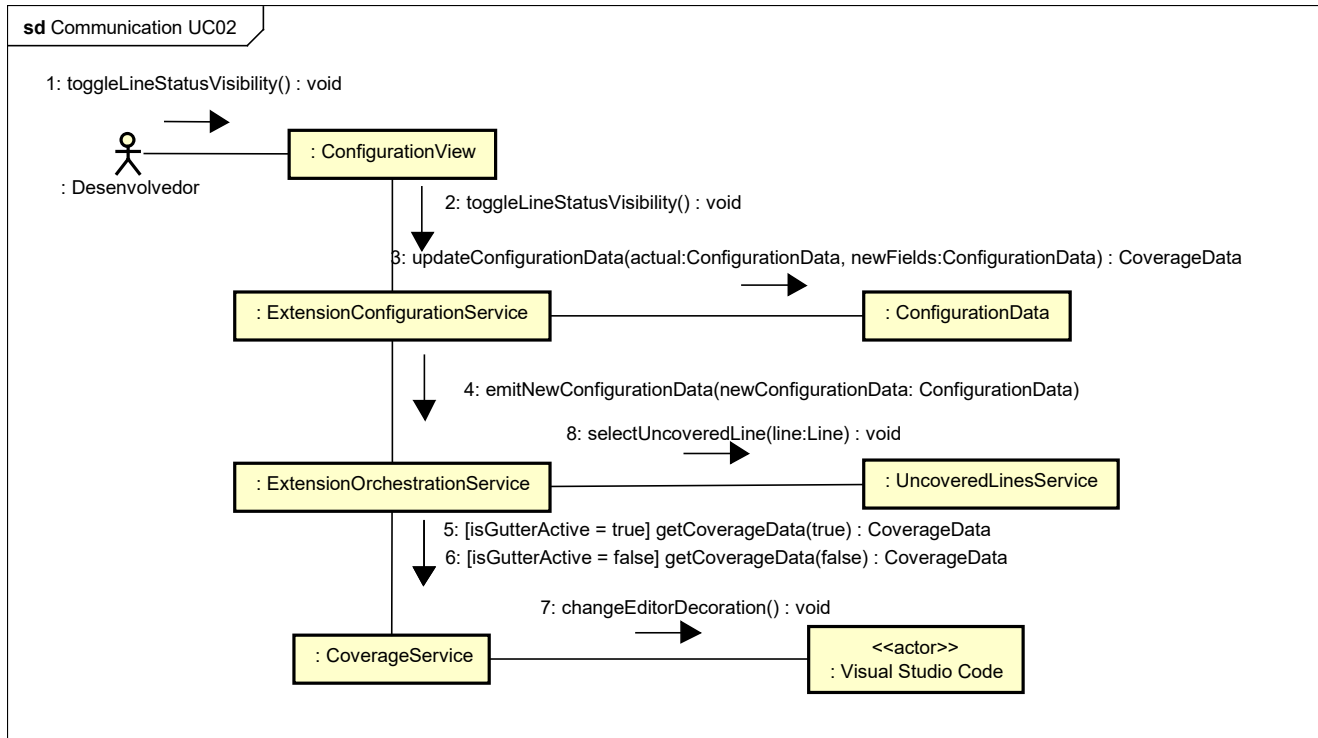 sd Communication UC02
1: toggleLineStatusVisibility() : void
: ConfigurationView
: Desenvolvedor
2: toggleLineStatusVisibility() : void
3: updateConfigurationData(actual:ConfigurationData, newFields:ConfigurationData) : CoverageData
: ExtensionConfigurationService
: ConfigurationData
4: emitNewConfigurationData(newConfigurationData: ConfigurationData)
8: selectUncoveredLine(line:Line) : void
: ExtensionOrchestrationService
: UncoveredLinesService
5: [isGutterActive = true] getCoverageData(true) : CoverageData
6: [isGutterActive = false] getCoverageData(false) : CoverageData
7: changeEditorDecoration() : void
: CoverageService
<<actor>>
: Visual Studio Code